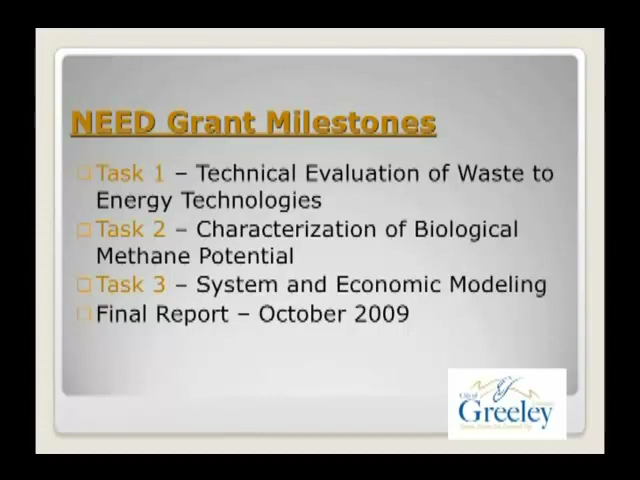 NEED Grant Milestones
Task 1 – Technical Evaluation of Waste to
Energy Technologies
Task 2 – Characterization of Biological
Methane Potential
Task 3 – System and Economic Modeling
Final Report – October 2009
City of
Greeley